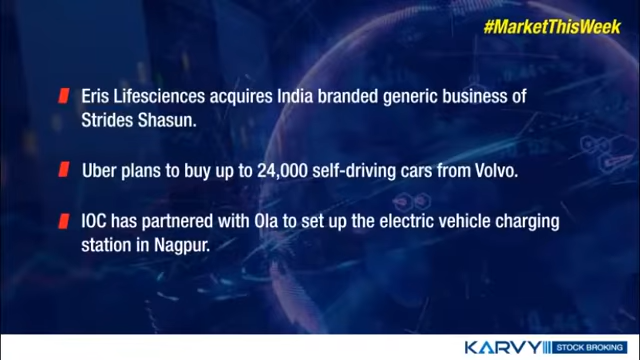 #MarketThisWeek
Eris Lifesciences acquires India branded generic business of
Strides Shasun.
Uber plans to buy up to 24,000 self-driving cars from Volvo.
IOC has partnered with Ola to set up the electric vehicle charging
station in Nagpur.
KARVY STOCK BROKING